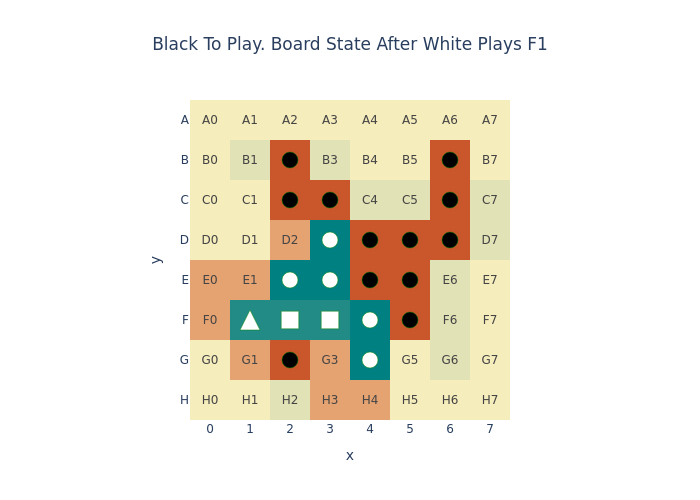 Black To Play. Board State After White Plays F1
A A0 A1 A2 A3 A4 A5 A6 A7
B B0 B1 B3 B4 B5 B7
C C0 C1 C4 C5 C7
D D0 D1 D2 D7
E E0 E1 E6 E7
F F0 F6 F7
G G0 G1 G3 G5 G6 G7
H H0 H1 H2 H3 H4 H5 H6 H7
0 1 2 3 4 5 6 7
x
y